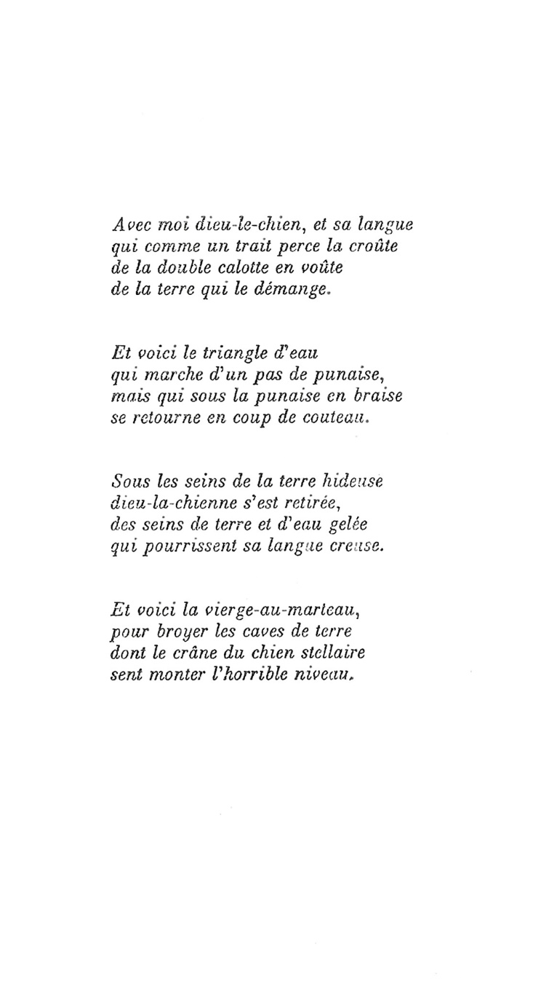 Avec moi dieu-le-chien, et sa langue
qui comme un trait perce la croûte
de la double calotte en voûte
de la terre qui le démange.
Et voici le triangle d'eau
qui marche d'un pas de punaise,
mais qui sous la punaise en braise
se retourne en coup de couteau.
Sous les seins de la terre hideuse
dieu-la-chienne s'est retirée,
des seins de terre et d'eau gelée
qui pourrissent sa langue creuse.
Et voici la vierge-au-marteau,
pour broyer les caves de terre
dont le crâne du chien stellaire
sent monter l'horrible niveau.